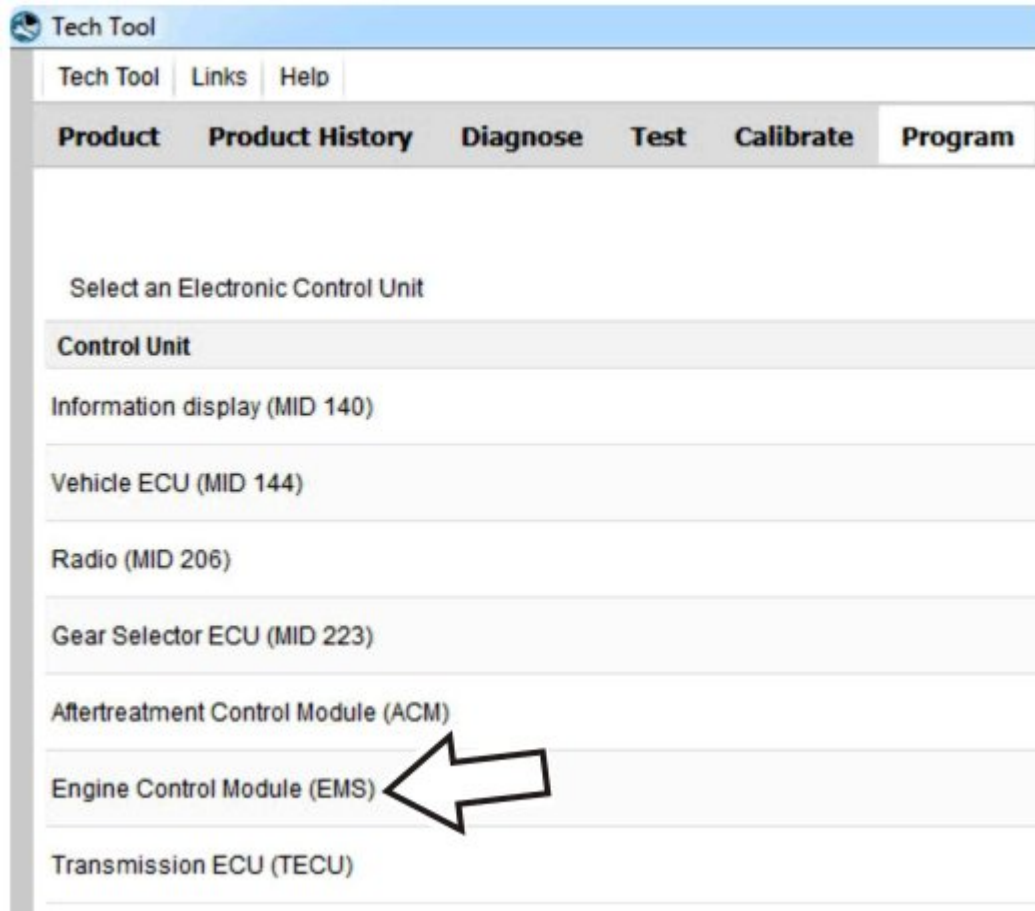 Tech Tool
Tech Tool Links Help
Product Product History Diagnose Test Calibrate Program
Select an Electronic Control Unit
Control Unit
Information display (MID 140)
Vehicle ECU (MID 144)
Radio (MID 206)
Gear Selector ECU (MID 223)
Aftertreatment Control Module (ACM)
Engine Control Module (EMS)
Transmission ECU (TECU)